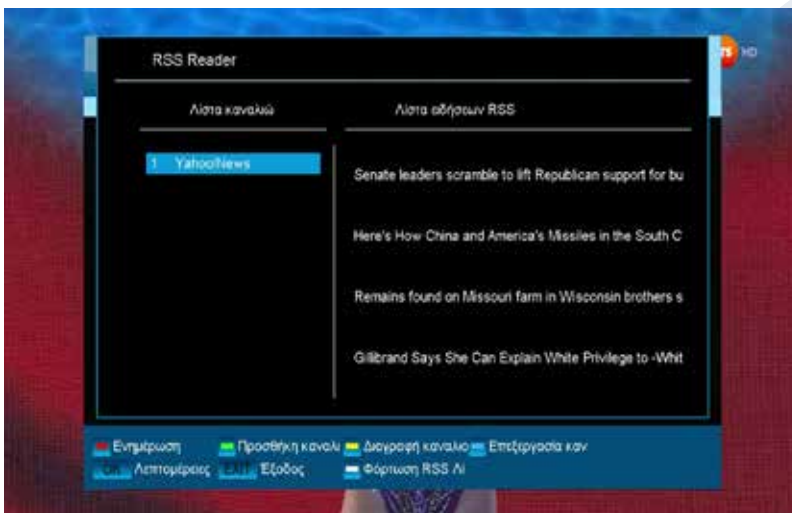 HD
RSS Reader
Λίστα καναλιώ
Λίστα ειδήσεων RSS
1 Yahoo!News
Senate leaders scramble to lift Republican support for bu
Here's How China and America's Missiles in the South C
Remains found on Missouri farm in Wisconsin brothers s
Gillibrand Says She Can Explain White Privilege to -Whit
Ενημέρωση Προσθήκη καναλι Διαγραφή καναλιο Επεξεργασία καν
OK Λεπτομέρειες EXIT Έξοδος Φόρτωση RSS Λί